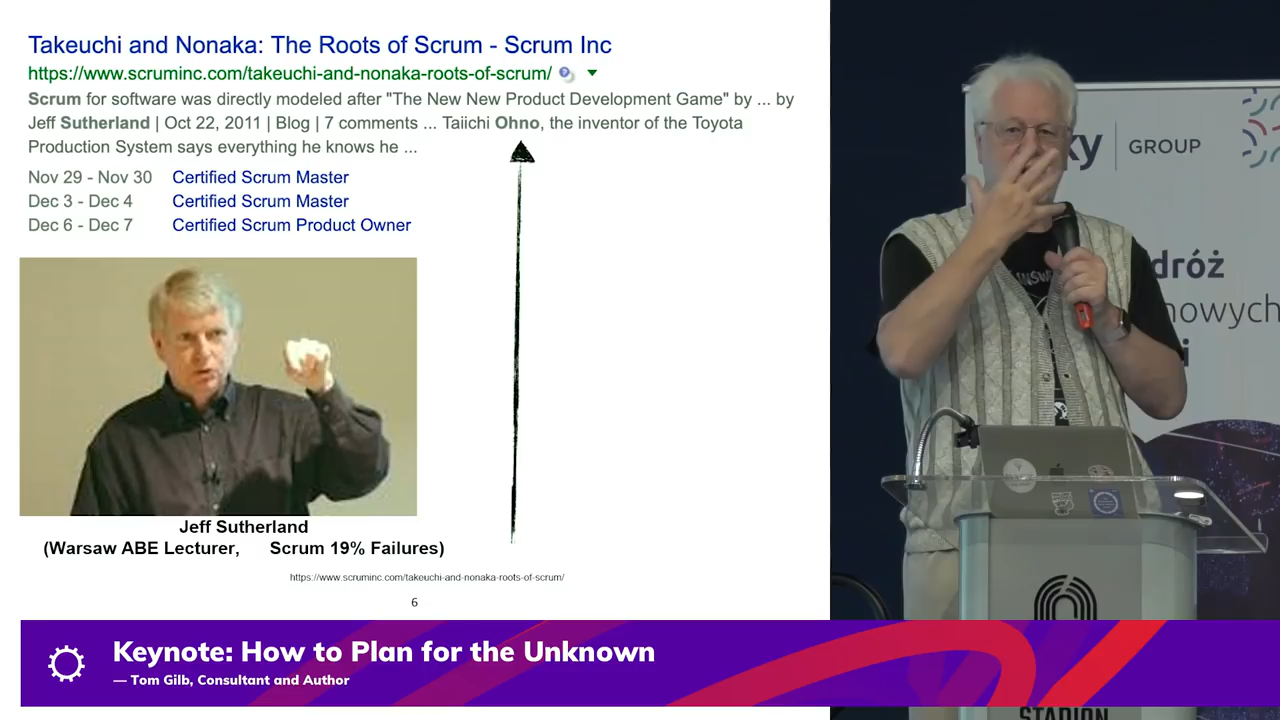 Takeuchi and Nonaka: The Roots of Scrum - Scrum Inc
https://www.scruminc.com/takeuchi-and-nonaka-roots-of-scrum/
Scrum for software was directly modeled after "The New New Product Development Game" by ... by
Jeff Sutherland | Oct 22, 2011 | Blog | 7 comments ... Taiichi Ohno, the inventor of the Toyota
Production System says everything he knows he ...
Nov 29 - Nov 30 Certified Scrum Master
Dec 3 - Dec 4 Certified Scrum Master
Dec 6 - Dec 7 Certified Scrum Product Owner
Jeff Sutherland
(Warsaw ABE Lecturer, Scrum 19% Failures)
https://www.scruminc.com/takeuchi-and-nonaka-roots-of-scrum/
6
ky GROUP
dróż
nowych
i
STADION
Keynote: How to Plan for the Unknown
— Tom Gilb, Consultant and Author